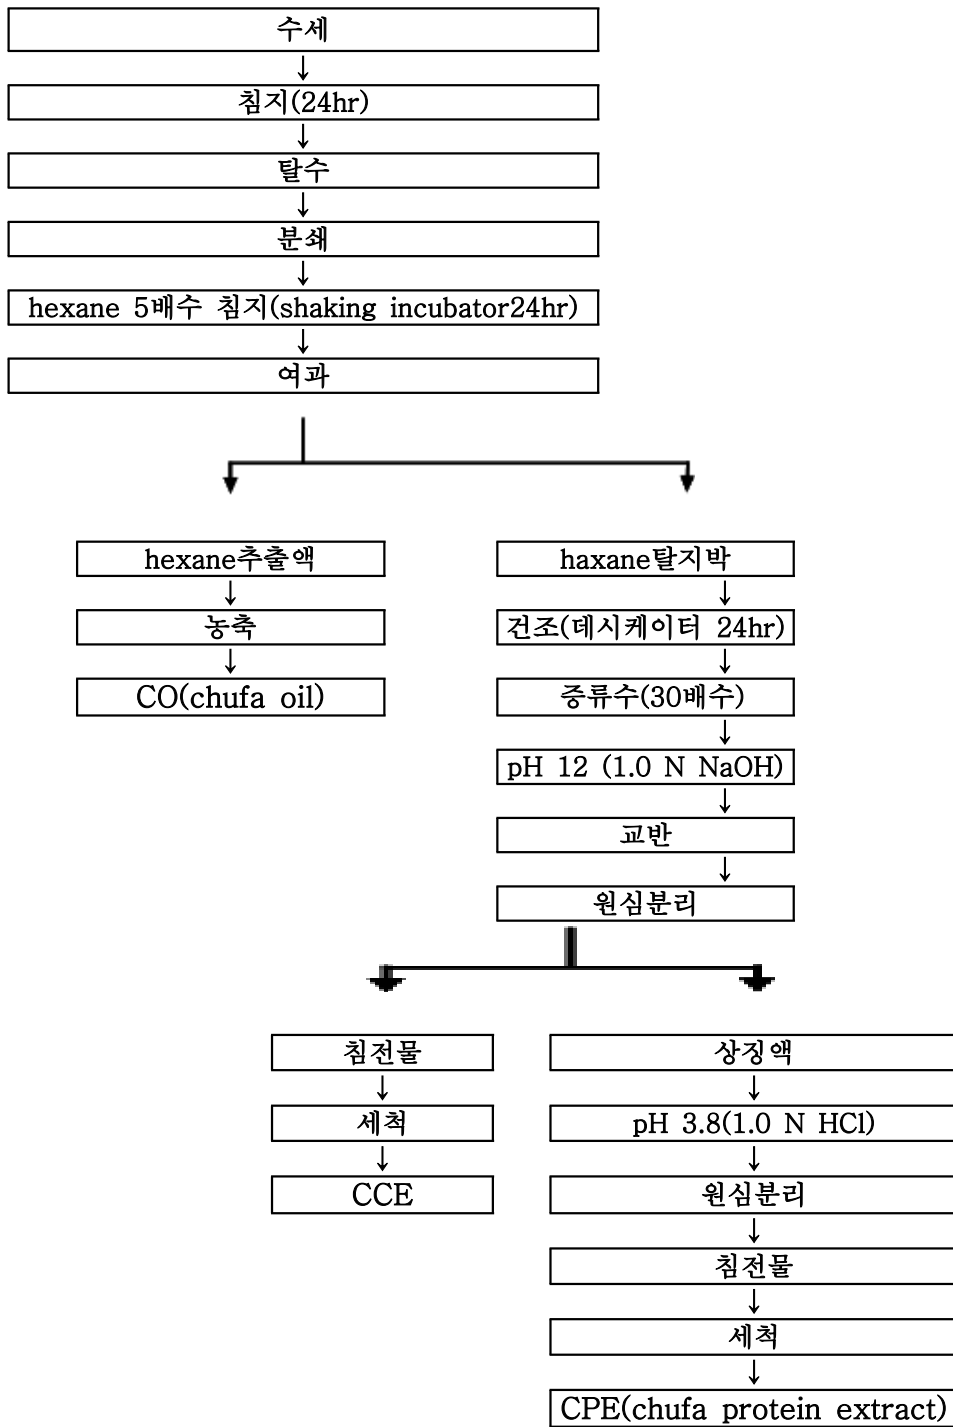 수세
↓
침지(24hr)
↓
탈수
↓
분쇄
↓
hexane 5배수 침지(shaking incubator24hr)
↓
여과
hexane추출액
↓
농축
↓
CO(chufa oil)
haxane탈지박
↓
건조(데시케이터 24hr)
↓
증류수(30배수)
↓
pH 12 (1.0 N NaOH)
↓
교반
↓
원심분리
침전물
↓
세척
↓
CCE
상징액
↓
pH 3.8(1.0 N HCl)
↓
원심분리
↓
침전물
↓
세척
↓
CPE(chufa protein extract)